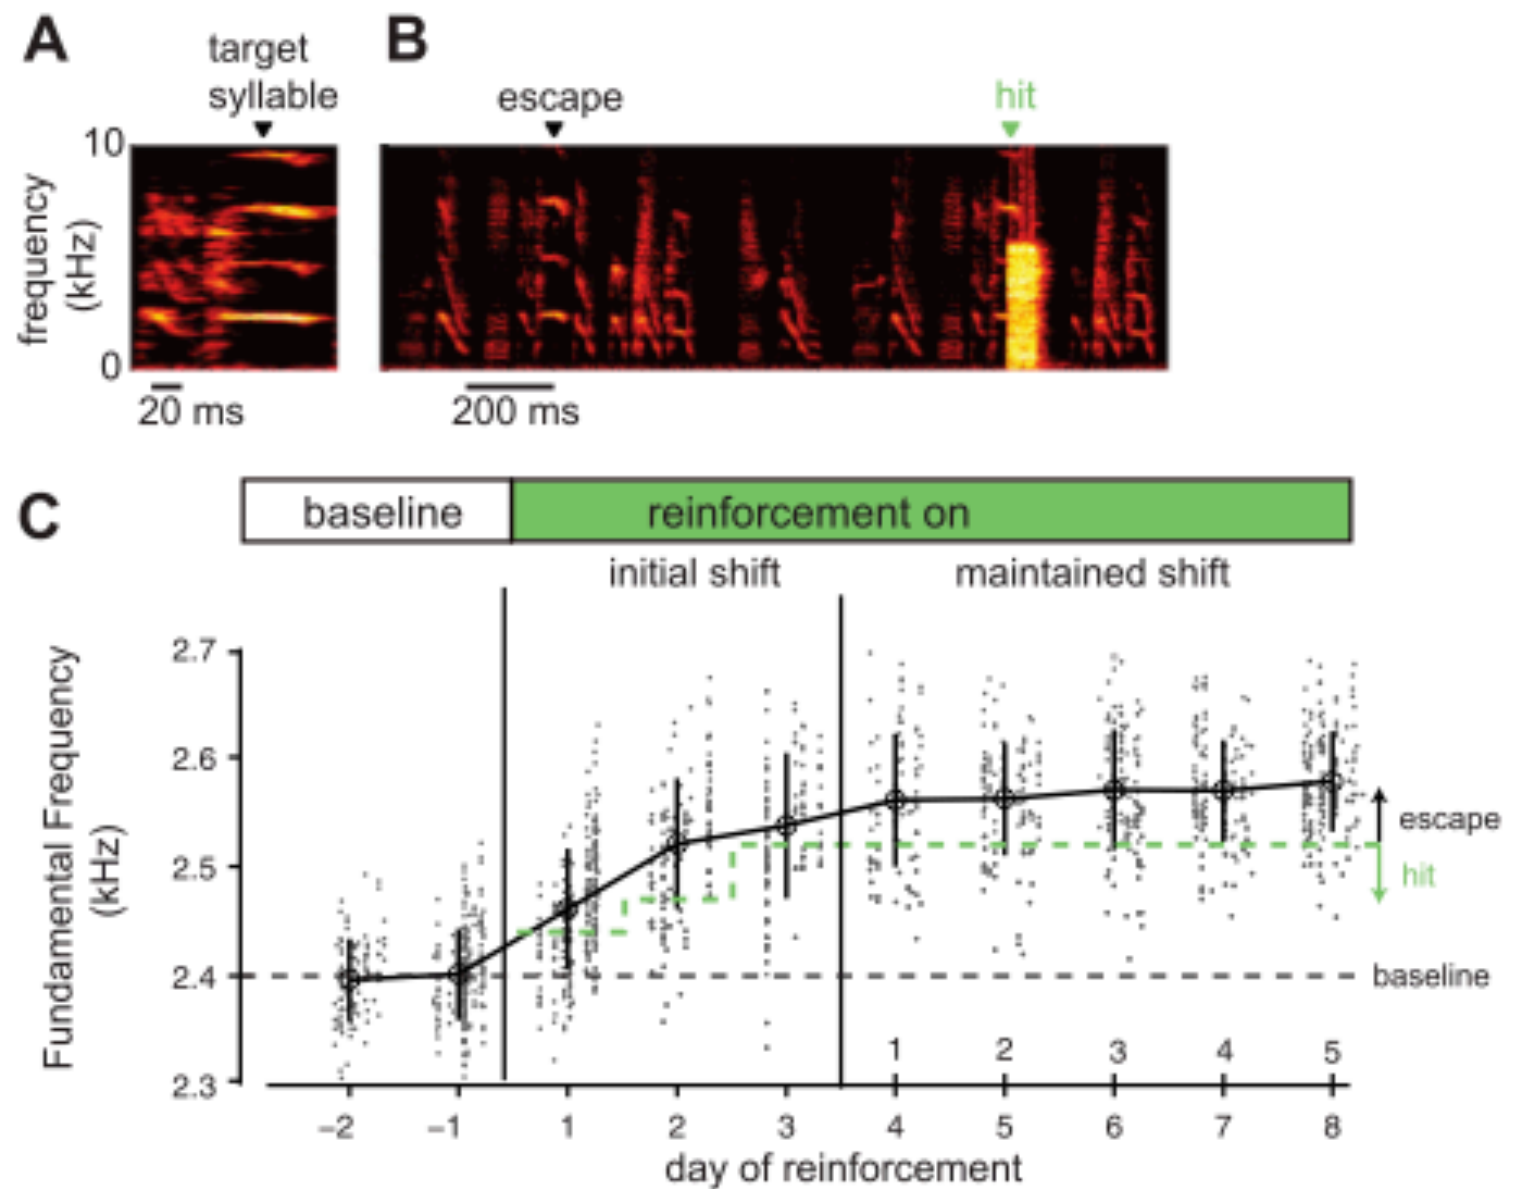 A
target
syllable
B
escape
hit
10
frequency
(kHz)
0
20 ms
200 ms
C
baseline
reinforcement on
initial shift
maintained shift
Fundamental Frequency
(kHz)
2.7
2.6
2.5
2.4
2.3
escape
hit
baseline
1 2 3 4 5
–2 –1 1 2 3 4 5 6 7 8
day of reinforcement